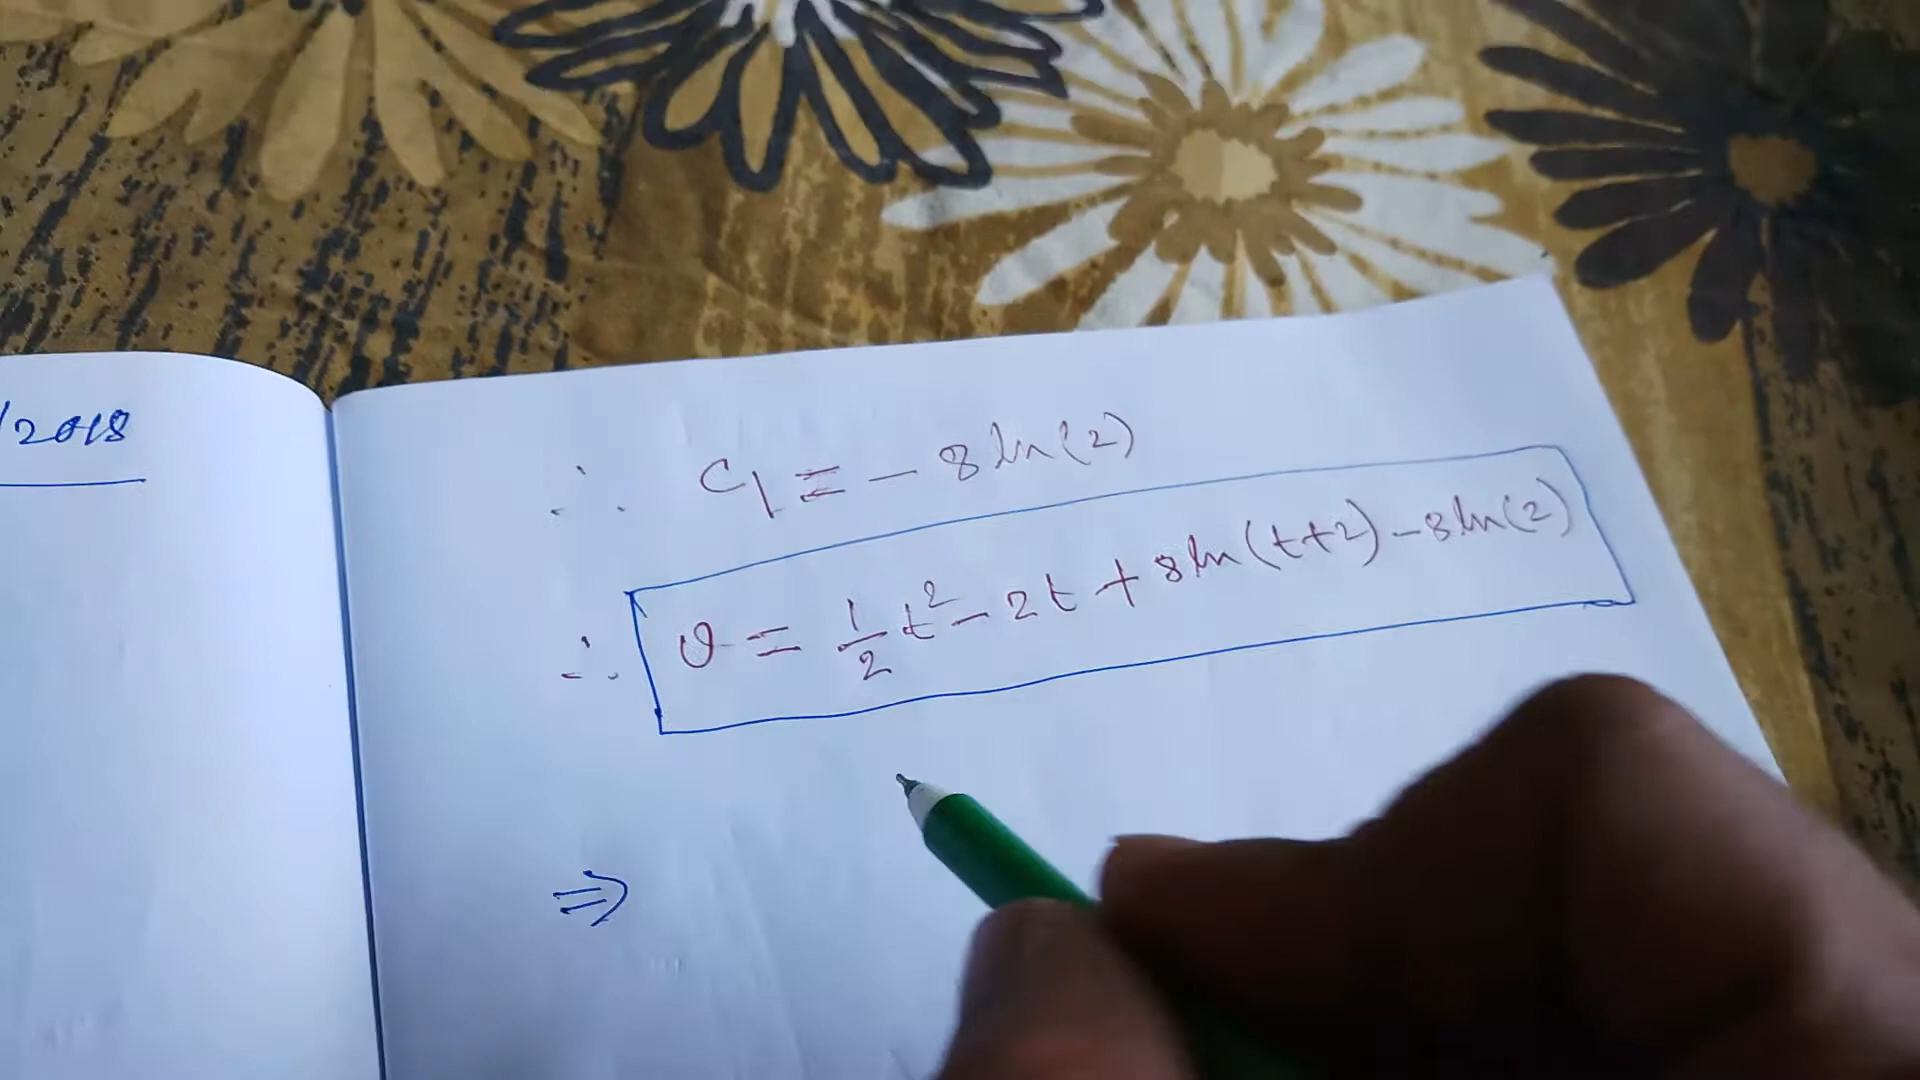 /2018
∴ C₁ = - 8 ln(2)
∴ v = 1/2 t² - 2t + 8 ln(t+2) - 8 ln(2)
⇒